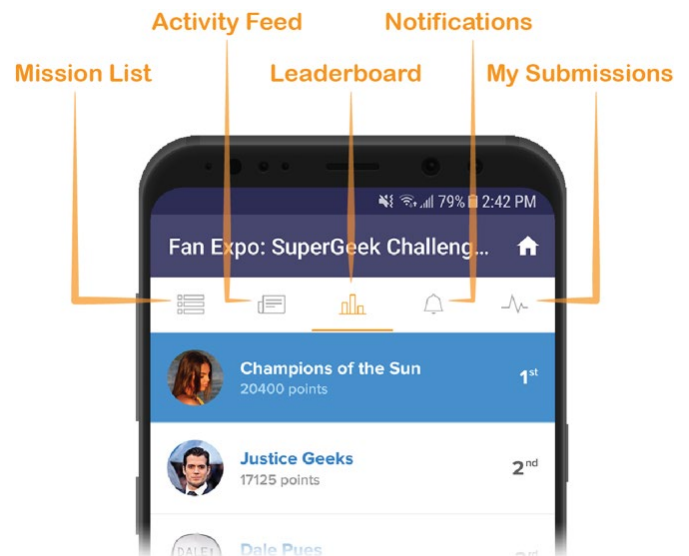 Activity Feed
Notifications
Mission List
Leaderboard
My Submissions
79% 2:42 PM
Fan Expo: SuperGeek Challeng...
Champions of the Sun
20400 points
1st
Justice Geeks
17125 points
2nd
DALE
Dale Pues